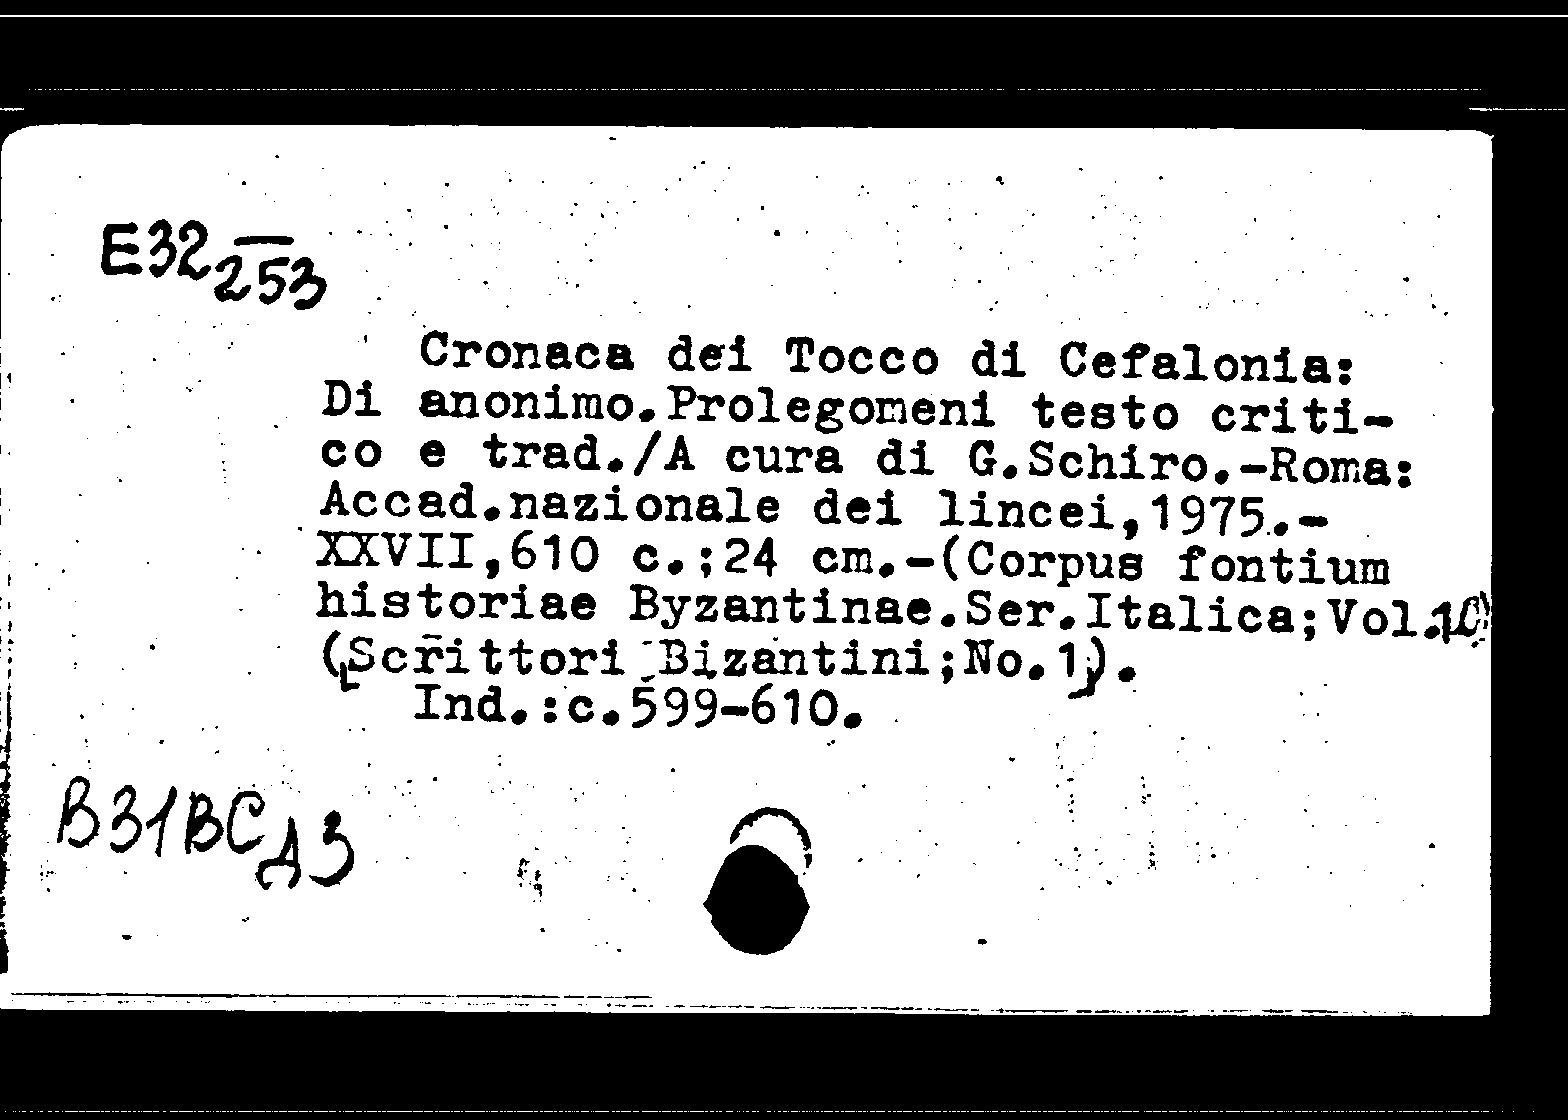 E32—
253
Cronaca dei Tocco di Cefalonia:
Di anonimo.Prolegomeni testo criti-
co e trad./A cura di G.Schiro.-Roma:
Accad.nazionale dei lincei,1975.-
XXVII,610 c.;24 cm.-(Corpus fontium
historiae Byzantinae.Ser.Italica;Vol.10)
(Scrittori Bizantini;No.1).
Ind.:c.599-610.
В31ВС
Д3